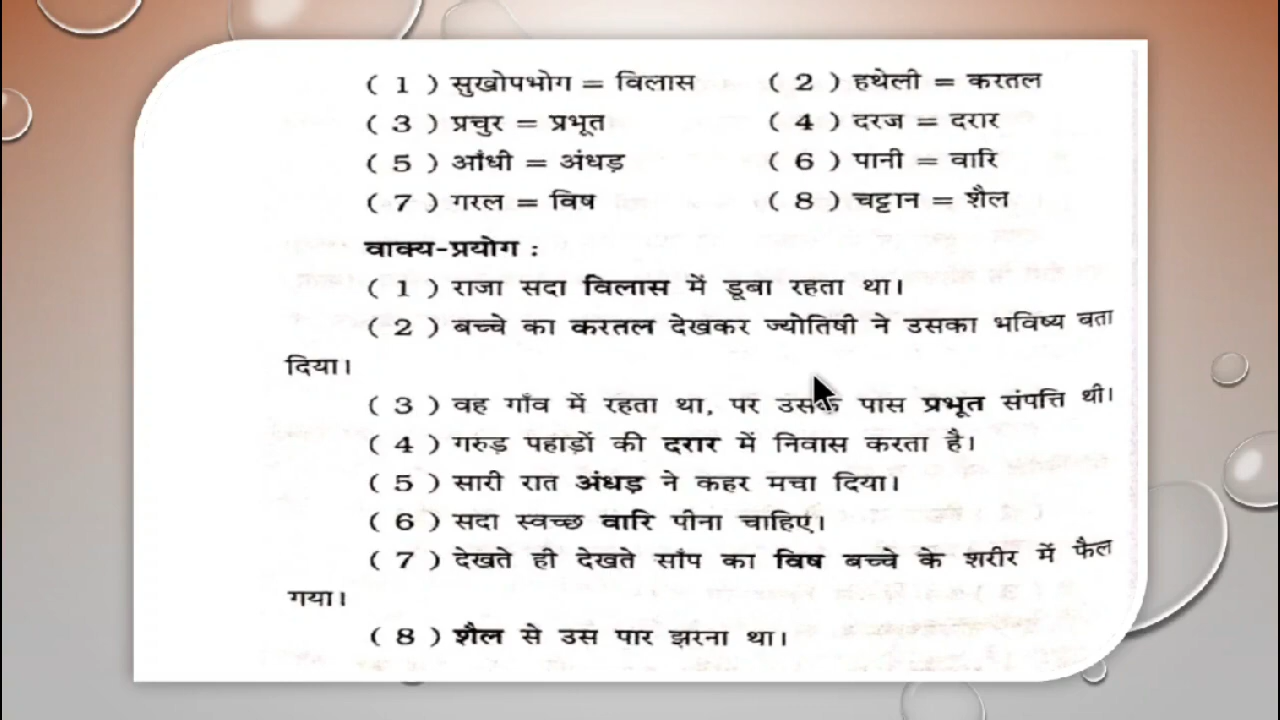 ( 1 ) सुखोपभोग = विलास ( 2 ) हथेली = करतल
( 3 ) प्रचुर = प्रभूत ( 4 ) दरज = दरार
( 5 ) आँधी = अंधड़ ( 6 ) पानी = वारि
( 7 ) गरल = विष ( 8 ) चट्टान = शैल
वाक्य-प्रयोग :
( 1 ) राजा सदा विलास में डूबा रहता था।
( 2 ) बच्चे का करतल देखकर ज्योतिषी ने उसका भविष्य बता
दिया।
( 3 ) वह गाँव में रहता था, पर उसके पास प्रभूत संपत्ति थी।
( 4 ) गरुड़ पहाड़ों की दरार में निवास करता है।
( 5 ) सारी रात अंधड़ ने कहर मचा दिया।
( 6 ) सदा स्वच्छ वारि पीना चाहिए।
( 7 ) देखते ही देखते साँप का विष बच्चे के शरीर में फैल
गया।
( 8 ) शैल से उस पार झरना था।